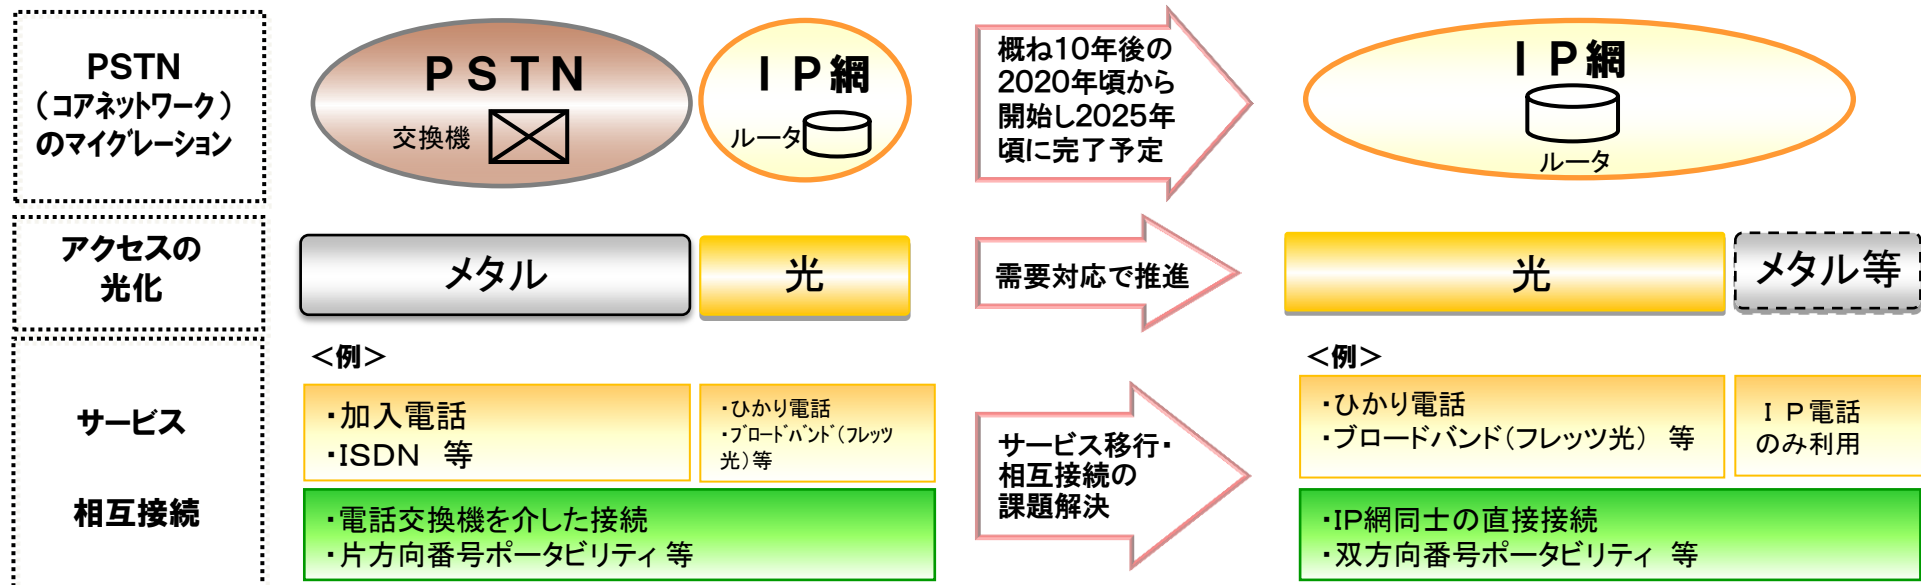 PSTN
(コアネットワーク)
のマイグレーション
PSTN
交換機
IP網
ルータ
概ね10年後の
2020年頃から
開始し2025年
頃に完了予定
IP網
ルータ
アクセスの
光化
メタル
光
需要対応で推進
光
メタル等
サービス
相互接続
<例>
・加入電話
・ISDN 等
・ひかり電話
・ブロードバンド(フレッツ
光)等
・電話交換機を介した接続
・片方向番号ポータビリティ 等
サービス移行・
相互接続の
課題解決
<例>
・ひかり電話
・ブロードバンド(フレッツ光) 等
IP電話
のみ利用
・IP網同士の直接接続
・双方向番号ポータビリティ 等